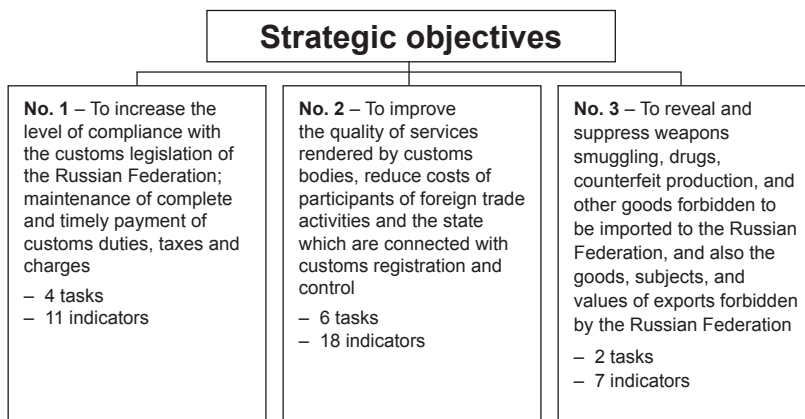 Strategic objectives
No. 1 – To increase the
level of compliance with
the customs legislation of
the Russian Federation;
maintenance of complete
and timely payment of
customs duties, taxes and
charges
– 4 tasks
– 11 indicators
No. 2 – To improve
the quality of services
rendered by customs
bodies, reduce costs of
participants of foreign trade
activities and the state
which are connected with
customs registration and
control
– 6 tasks
– 18 indicators
No. 3 – To reveal and
suppress weapons
smuggling, drugs,
counterfeit production, and
other goods forbidden to
be imported to the Russian
Federation, and also the
goods, subjects, and
values of exports forbidden
by the Russian Federation
– 2 tasks
– 7 indicators